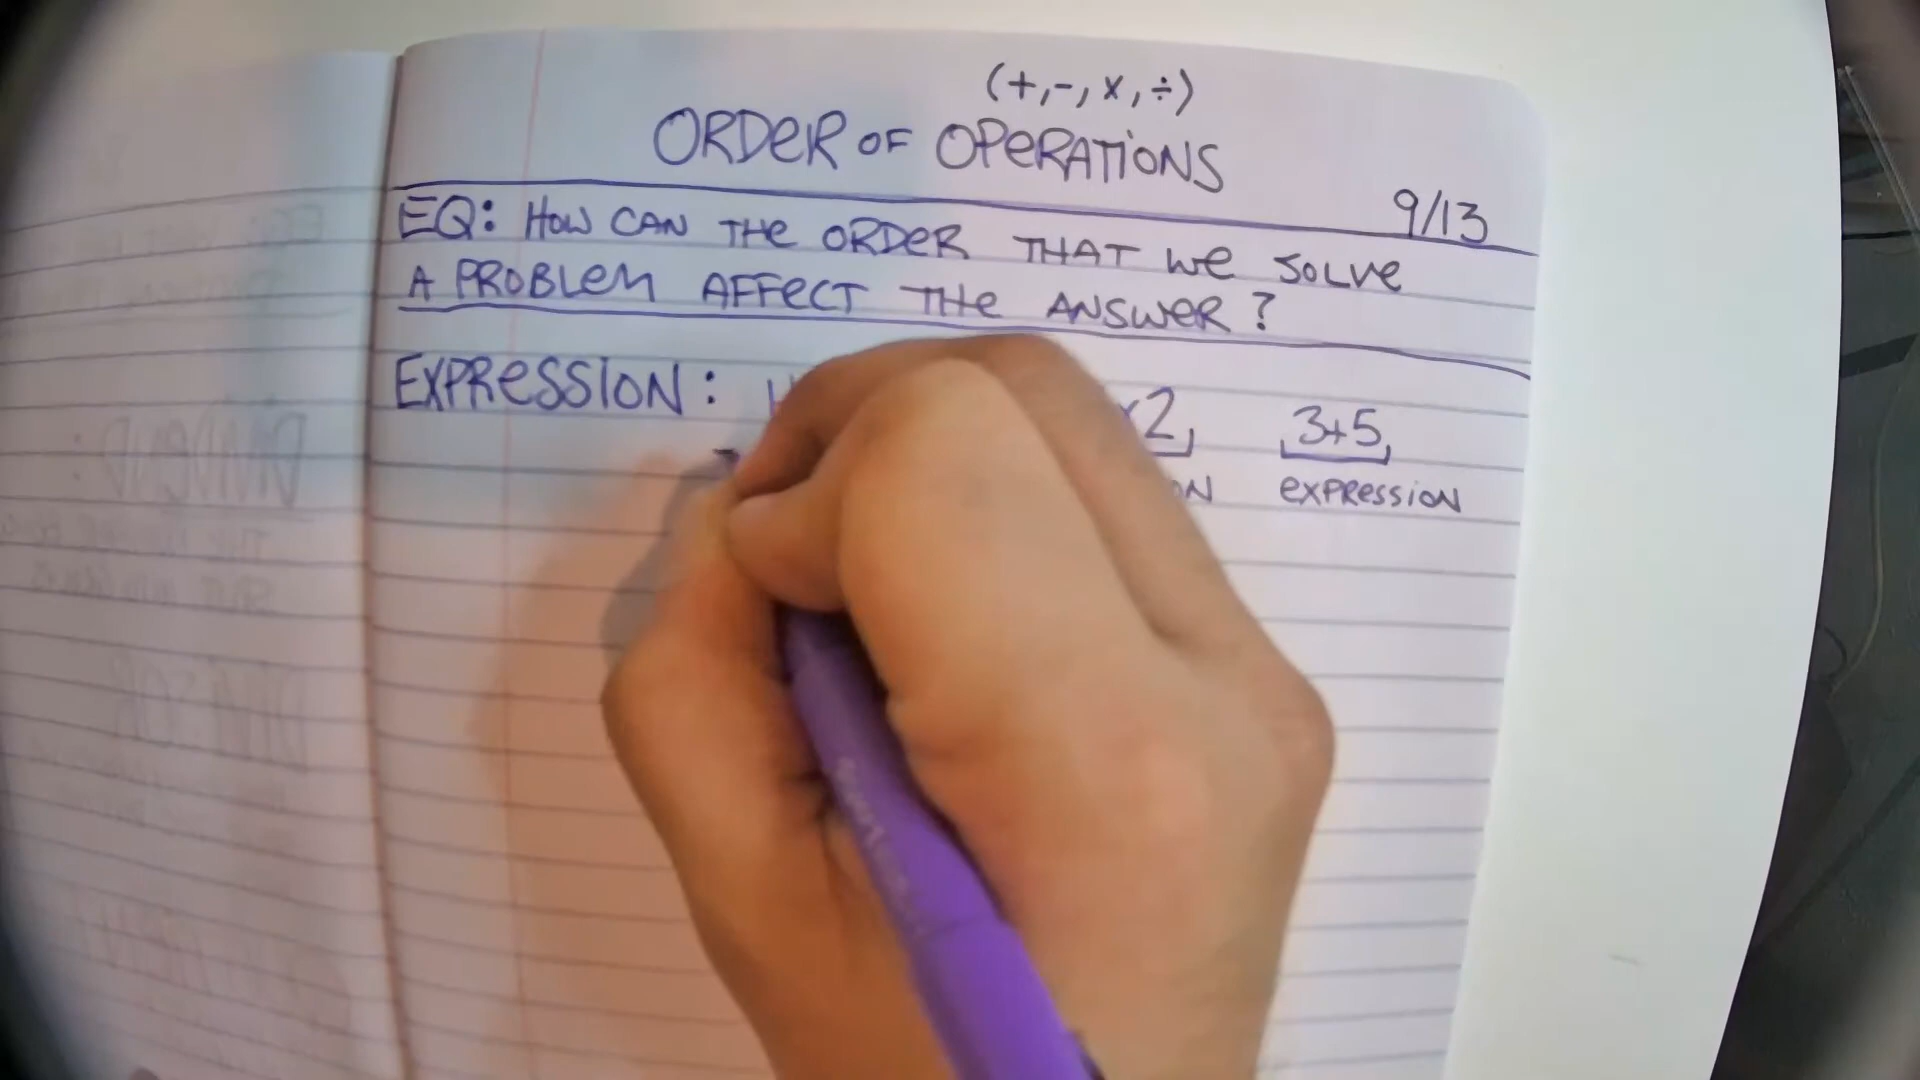 (+,-,x,÷)
ORDER OF OPERATIONS
9/13
EQ: HOW CAN THE ORDER THAT WE SOLVE
A PROBLEM AFFECT THE ANSWER?
EXPRESSION: x2 3+5
expression